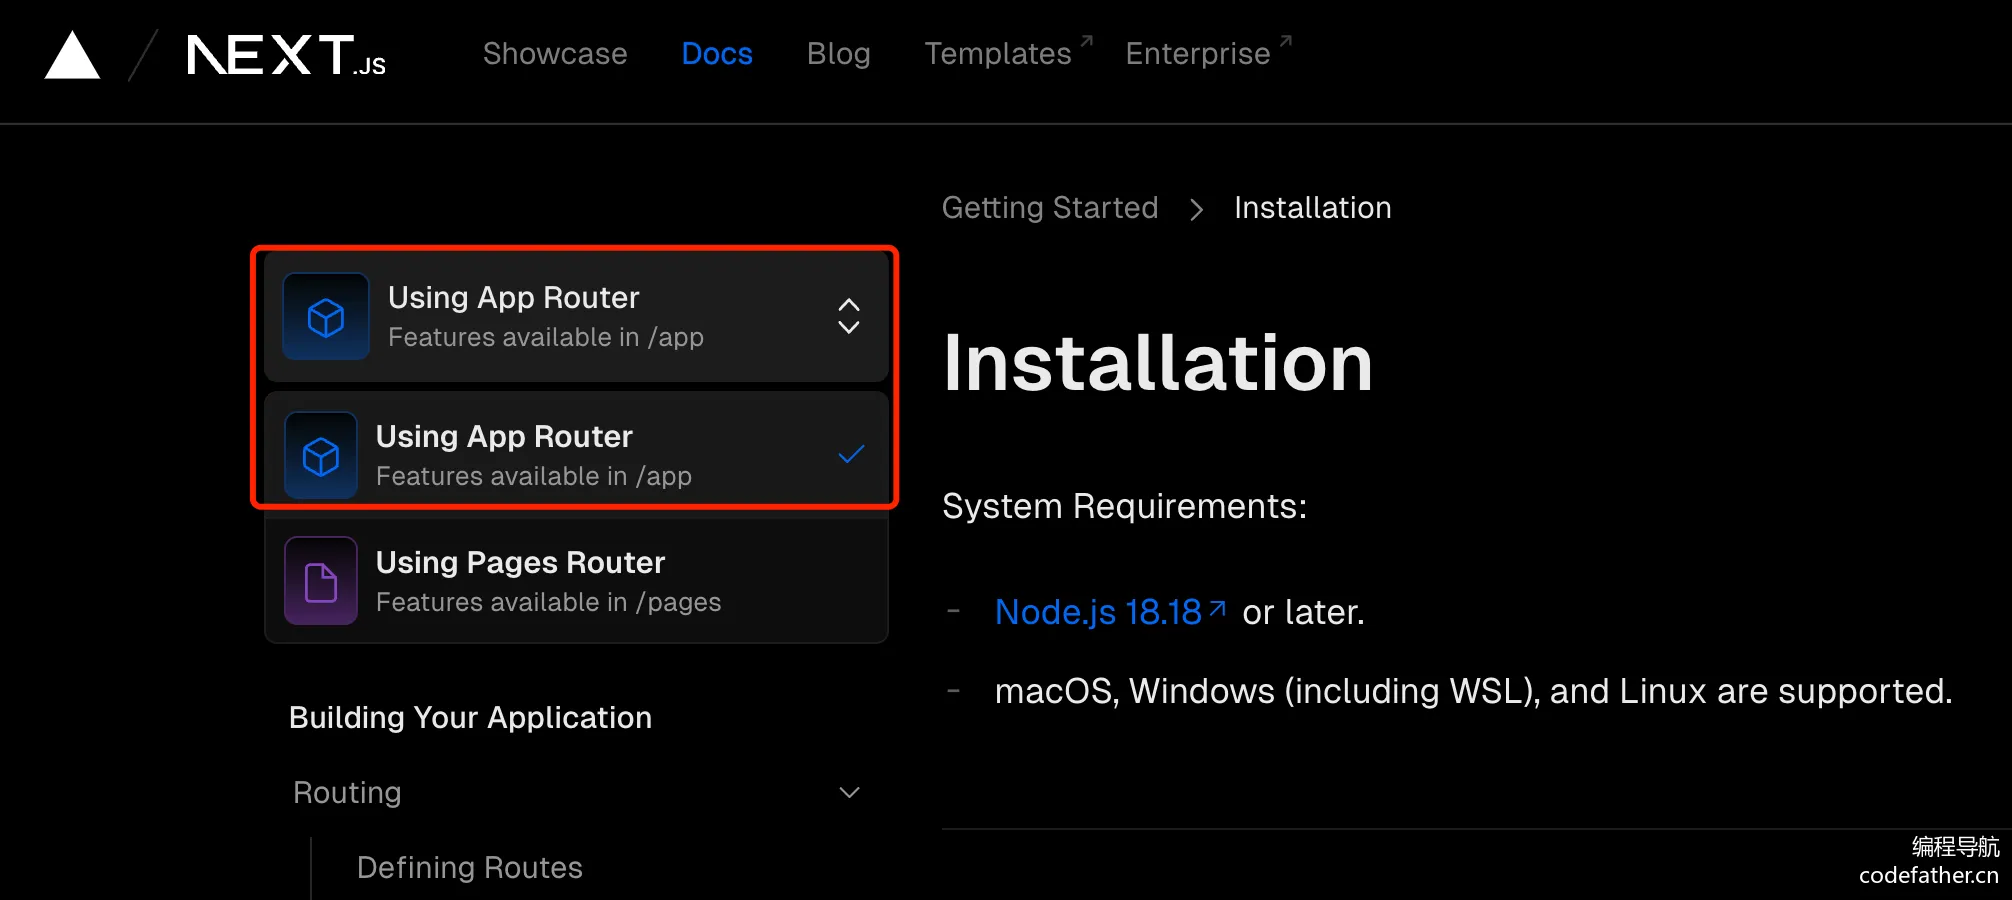 NEXT.JS
Showcase
Docs
Blog
Templates
Enterprise
Using App Router
Features available in /app
Using App Router
Features available in /app
Using Pages Router
Features available in /pages
Building Your Application
Routing
Defining Routes
Getting Started > Installation
Installation
System Requirements:
- Node.js 18.18 or later.
- macOS, Windows (including WSL), and Linux are supported.
编程导航
codefather.cn